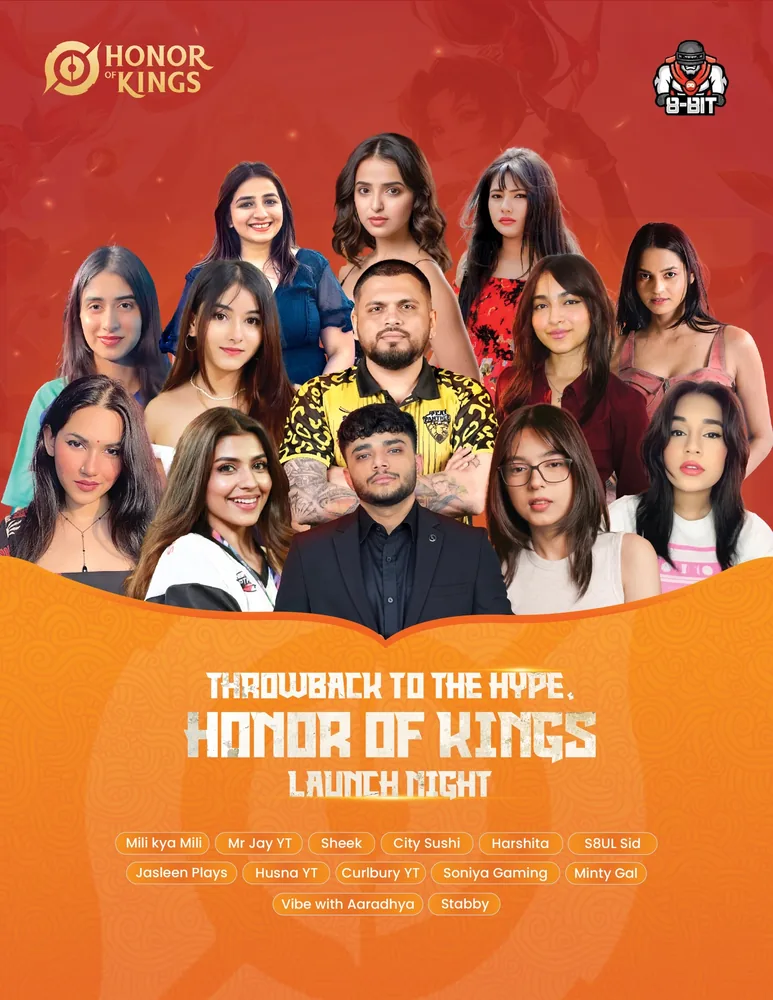 HONOR
OF KINGS
8-BIT
THROWBACK TO THE HYPE.
HONOR OF KINGS
LAUNCH NIGHT
Mili kya Mili Mr Jay YT Sheek City Sushi Harshita S8UL Sid
Jasleen Plays Husna YT Curlbury YT Soniya Gaming Minty Gal
Vibe with Aaradhya Stabby